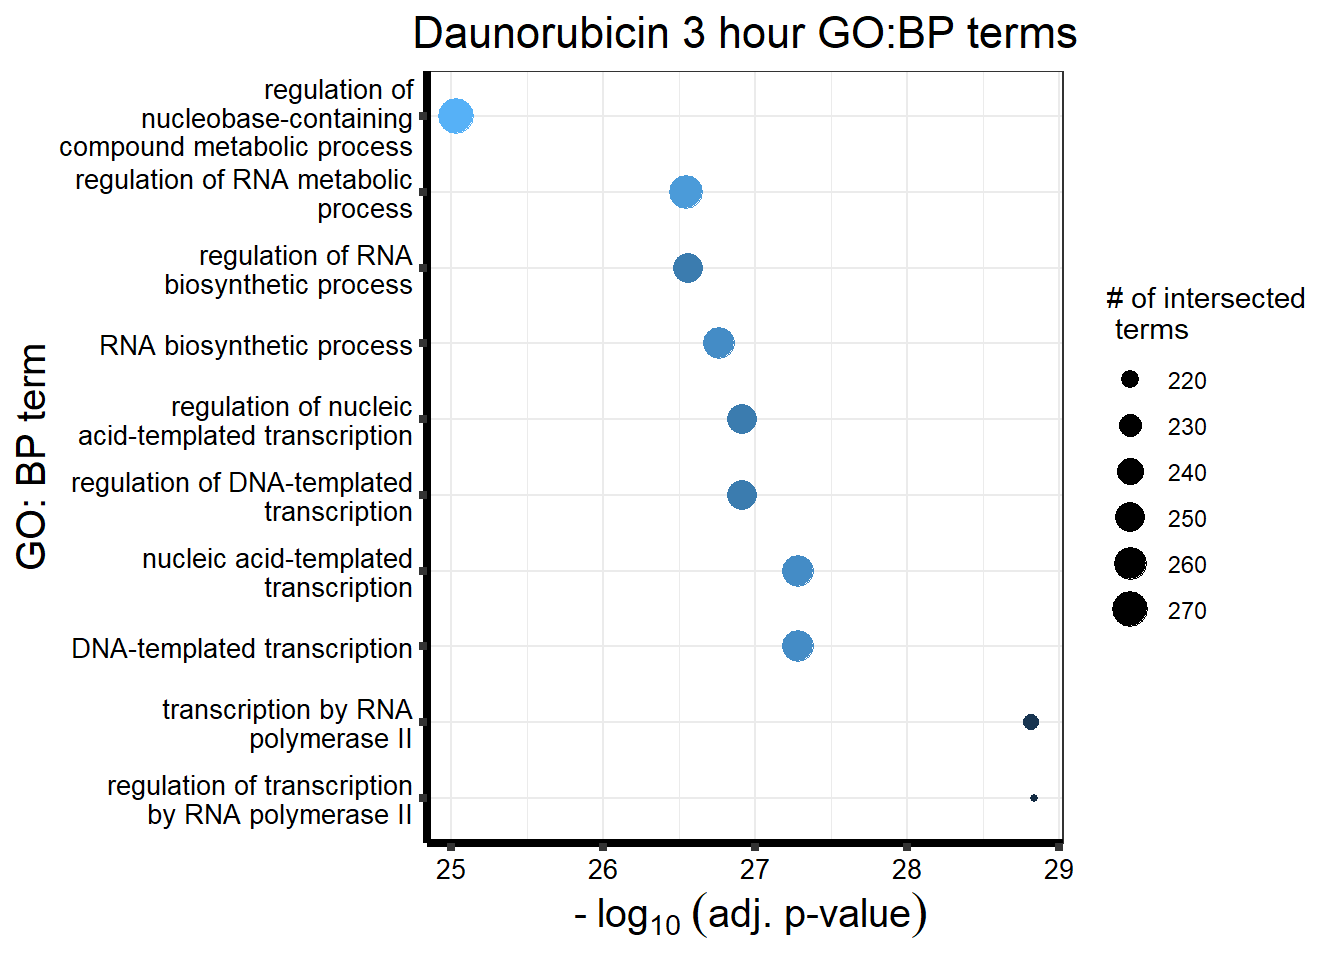 Daunorubicin 3 hour GO:BP terms
regulation of
nucleobase-containing
compound metabolic process
regulation of RNA metabolic
process
regulation of RNA
biosynthetic process
RNA biosynthetic process
regulation of nucleic
acid-templated transcription
regulation of DNA-templated
transcription
nucleic acid-templated
transcription
DNA-templated transcription
transcription by RNA
polymerase II
regulation of transcription
by RNA polymerase II
GO: BP term
25 26 27 28 29
- log10 (adj. p-value)
# of intersected
terms
220
230
240
250
260
270